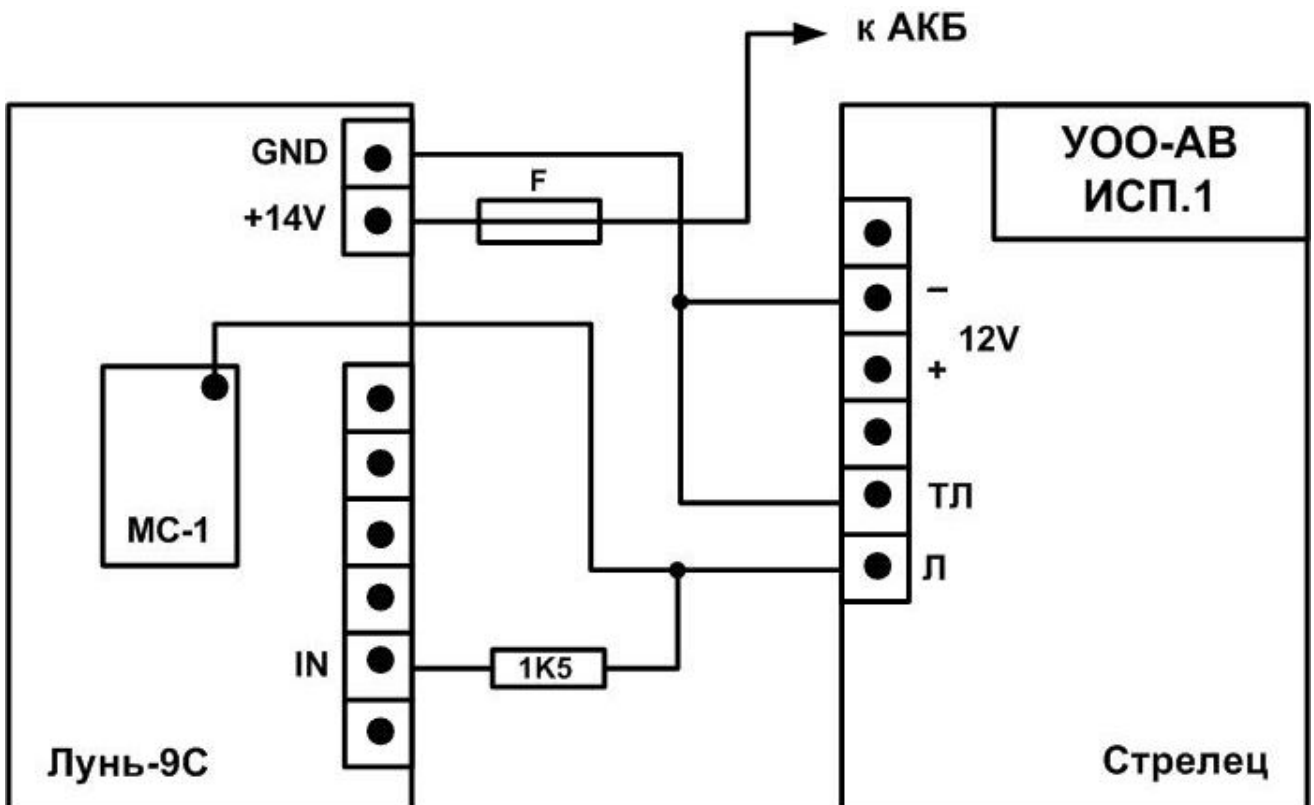 к АКБ
GND
F
УОО-АВ
ИСП.1
+14V
–
12V
+
МС-1
ТЛ
Л
IN
1К5
Лунь-9С
Стрелец